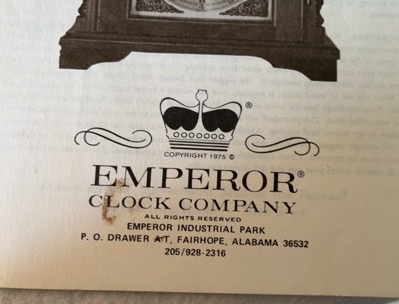 ®
COPYRIGHT 1975 ©
EMPEROR®
CLOCK COMPANY
ALL RIGHTS RESERVED
EMPEROR INDUSTRIAL PARK
P. O. DRAWER A-T, FAIRHOPE, ALABAMA 36532
205/928-2316